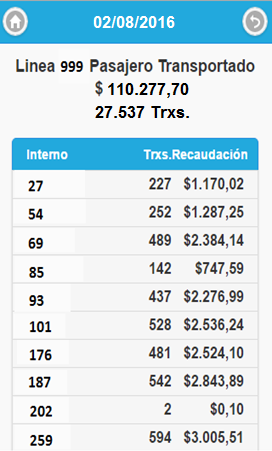 02/08/2016
Linea 999 Pasajero Transportado
$ 110.277,70
27.537 Trxs.
Interno Trxs. Recaudación
27 227 $1.170,02
54 252 $1.287,25
69 489 $2.384,14
85 142 $747,59
93 437 $2.276,99
101 528 $2.536,24
176 481 $2.524,10
187 542 $2.843,89
202 2 $0,10
259 594 $3.005,51